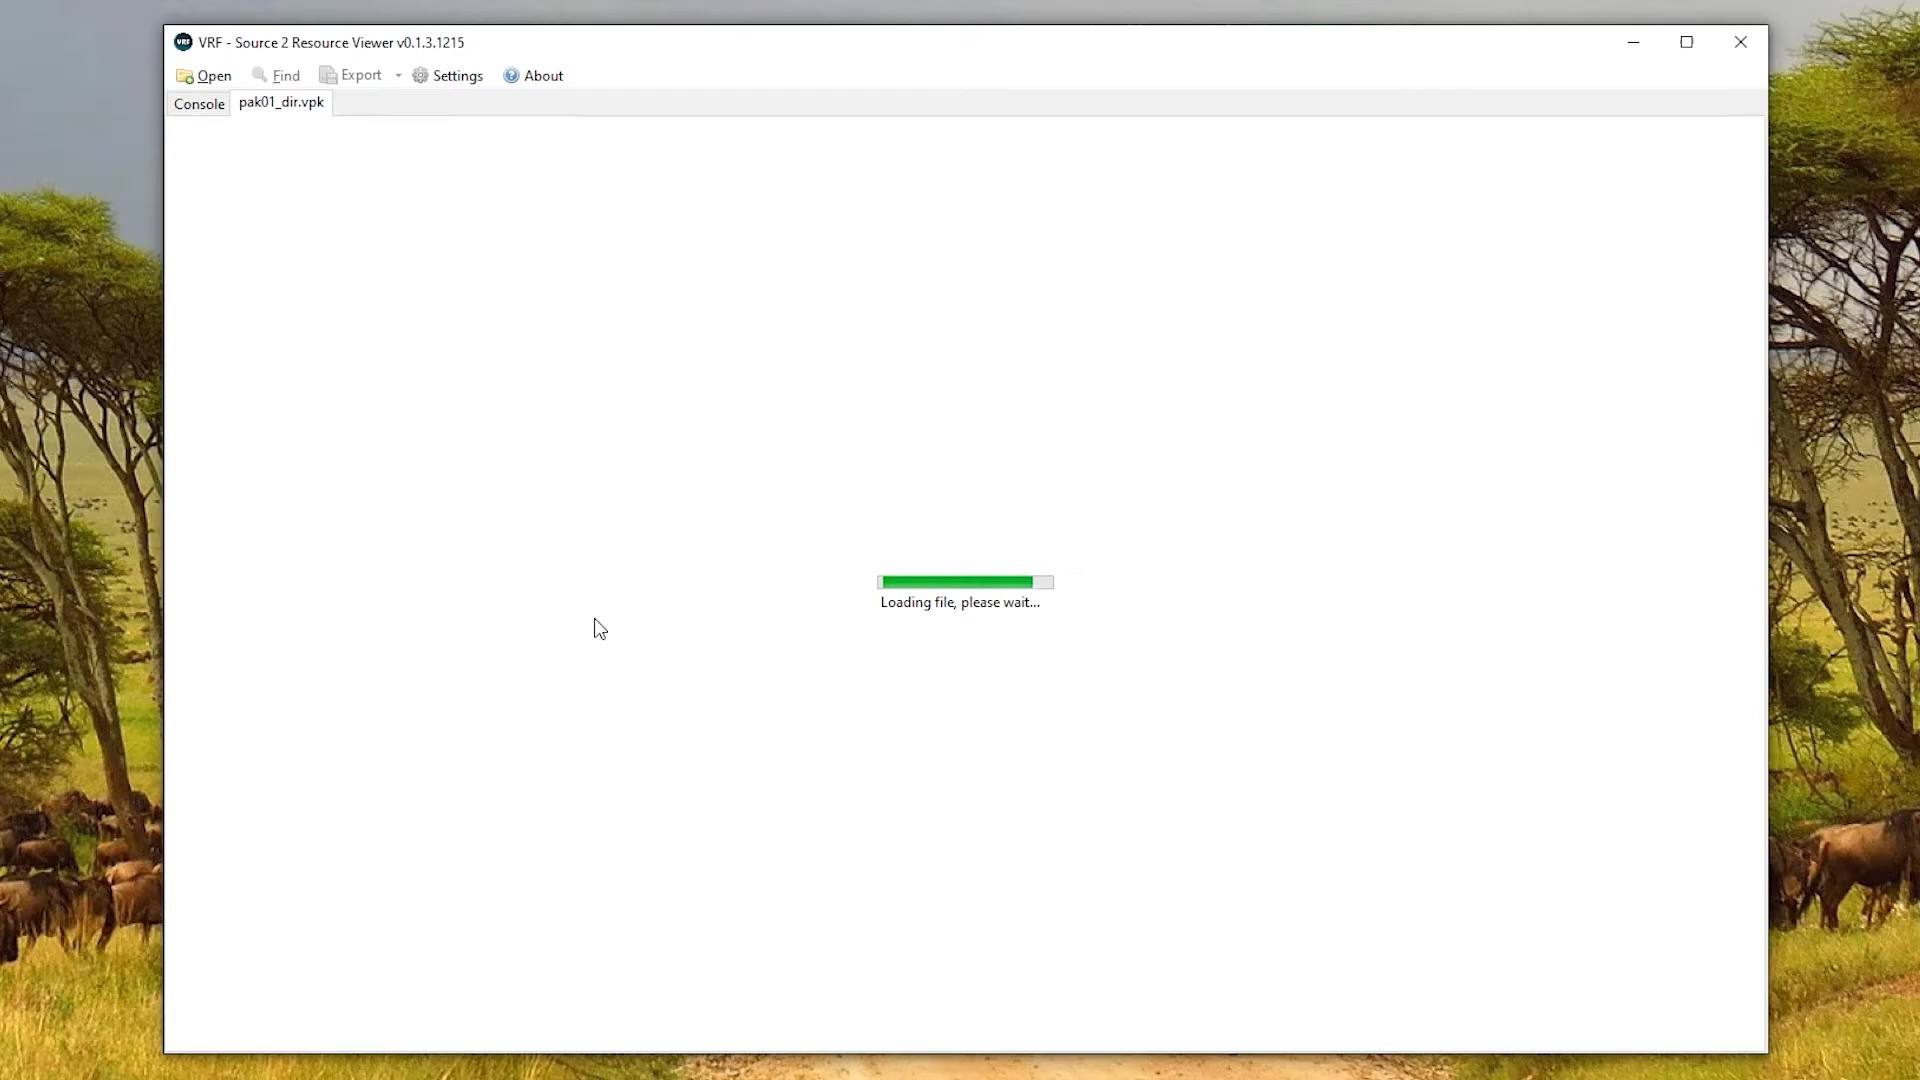 VRF VRF - Source 2 Resource Viewer v0.1.3.1215
Open Find Export Settings About
Console pak01_dir.vpk
Loading file, please wait...